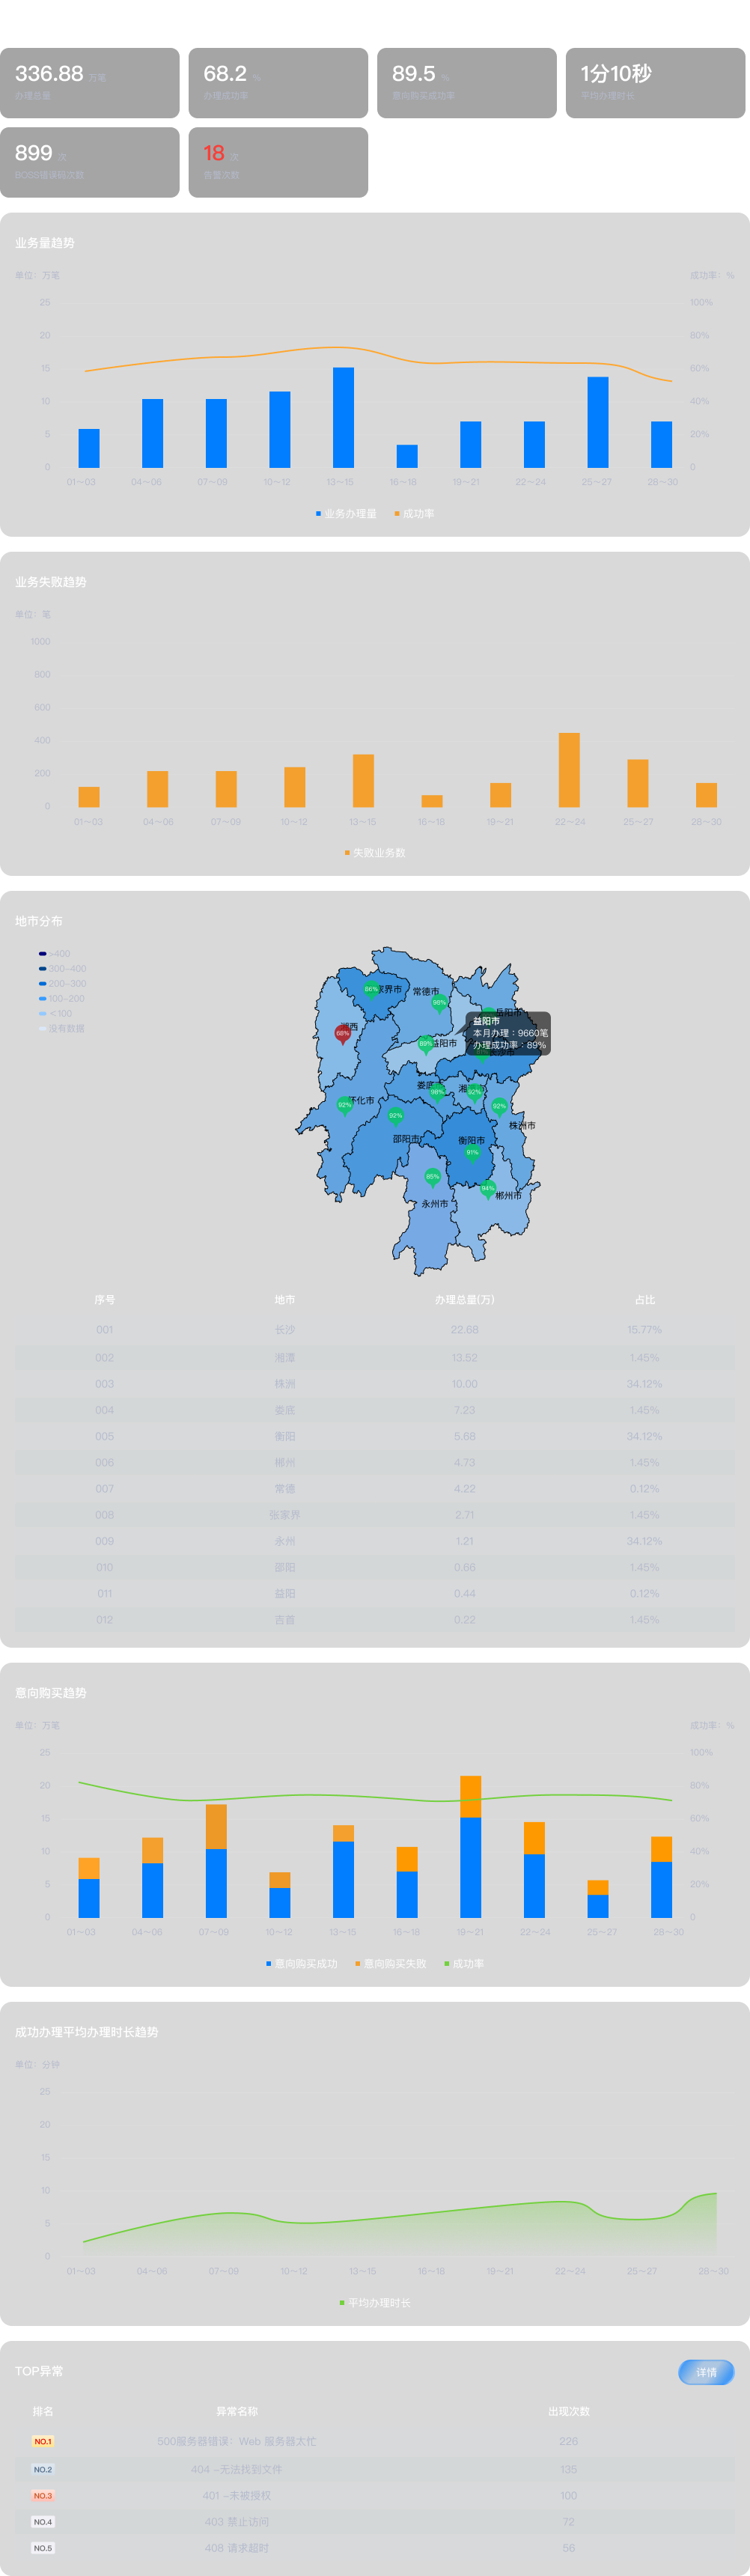 336.88 万笔
办理总量
68.2 %
办理成功率
89.5 %
意向购买成功率
1分10秒
平均办理时长
899 次
BOSS错误码次数
18 次
告警次数
业务量趋势
单位：万笔 成功率：%
25 100%
20 80%
15 60%
10 40%
5 20%
0 0
01～03 04～06 07～09 10～12 13～15 16～18 19～21 22～24 25～27 28～30
业务办理量 成功率
业务失败趋势
单位：笔
1000
800
600
400
200
0
01～03 04～06 07～09 10～12 13～15 16～18 19～21 22～24 25～27 28～30
失败业务数
地市分布
>400
300-400
200-300
100-200
＜100
没有数据
86% 家界市 常德市
86%
岳阳市
68% 西
益阳市
本月办理：9660笔
办理成功率：89%
89% 益阳市
长沙市
娄底 98% 湘 92%
92% 怀化市
92%
92%
株洲市
邵阳市 衡阳市
91%
85%
94% 郴州市
永州市
序号 地市 办理总量(万) 占比
001 长沙 22.68 15.77%
002 湘潭 13.52 1.45%
003 株洲 10.00 34.12%
004 娄底 7.23 1.45%
005 衡阳 5.68 34.12%
006 郴州 4.73 1.45%
007 常德 4.22 0.12%
008 张家界 2.71 1.45%
009 永州 1.21 34.12%
010 邵阳 0.66 1.45%
011 益阳 0.44 0.12%
012 吉首 0.22 1.45%
意向购买趋势
单位：万笔 成功率：%
25 100%
20 80%
15 60%
10 40%
5 20%
0 0
01～03 04～06 07～09 10～12 13～15 16～18 19～21 22～24 25～27 28～30
意向购买成功 意向购买失败 成功率
成功办理平均办理时长趋势
单位：分钟
25
20
15
10
5
0
01～03 04～06 07～09 10～12 13～15 16～18 19～21 22～24 25～27 28～30
平均办理时长
TOP异常 详情
排名 异常名称 出现次数
NO.1 500服务器错误：Web 服务器太忙 226
NO.2 404 -无法找到文件 135
NO.3 401 -未被授权 100
NO.4 403 禁止访问 72
NO.5 408 请求超时 56